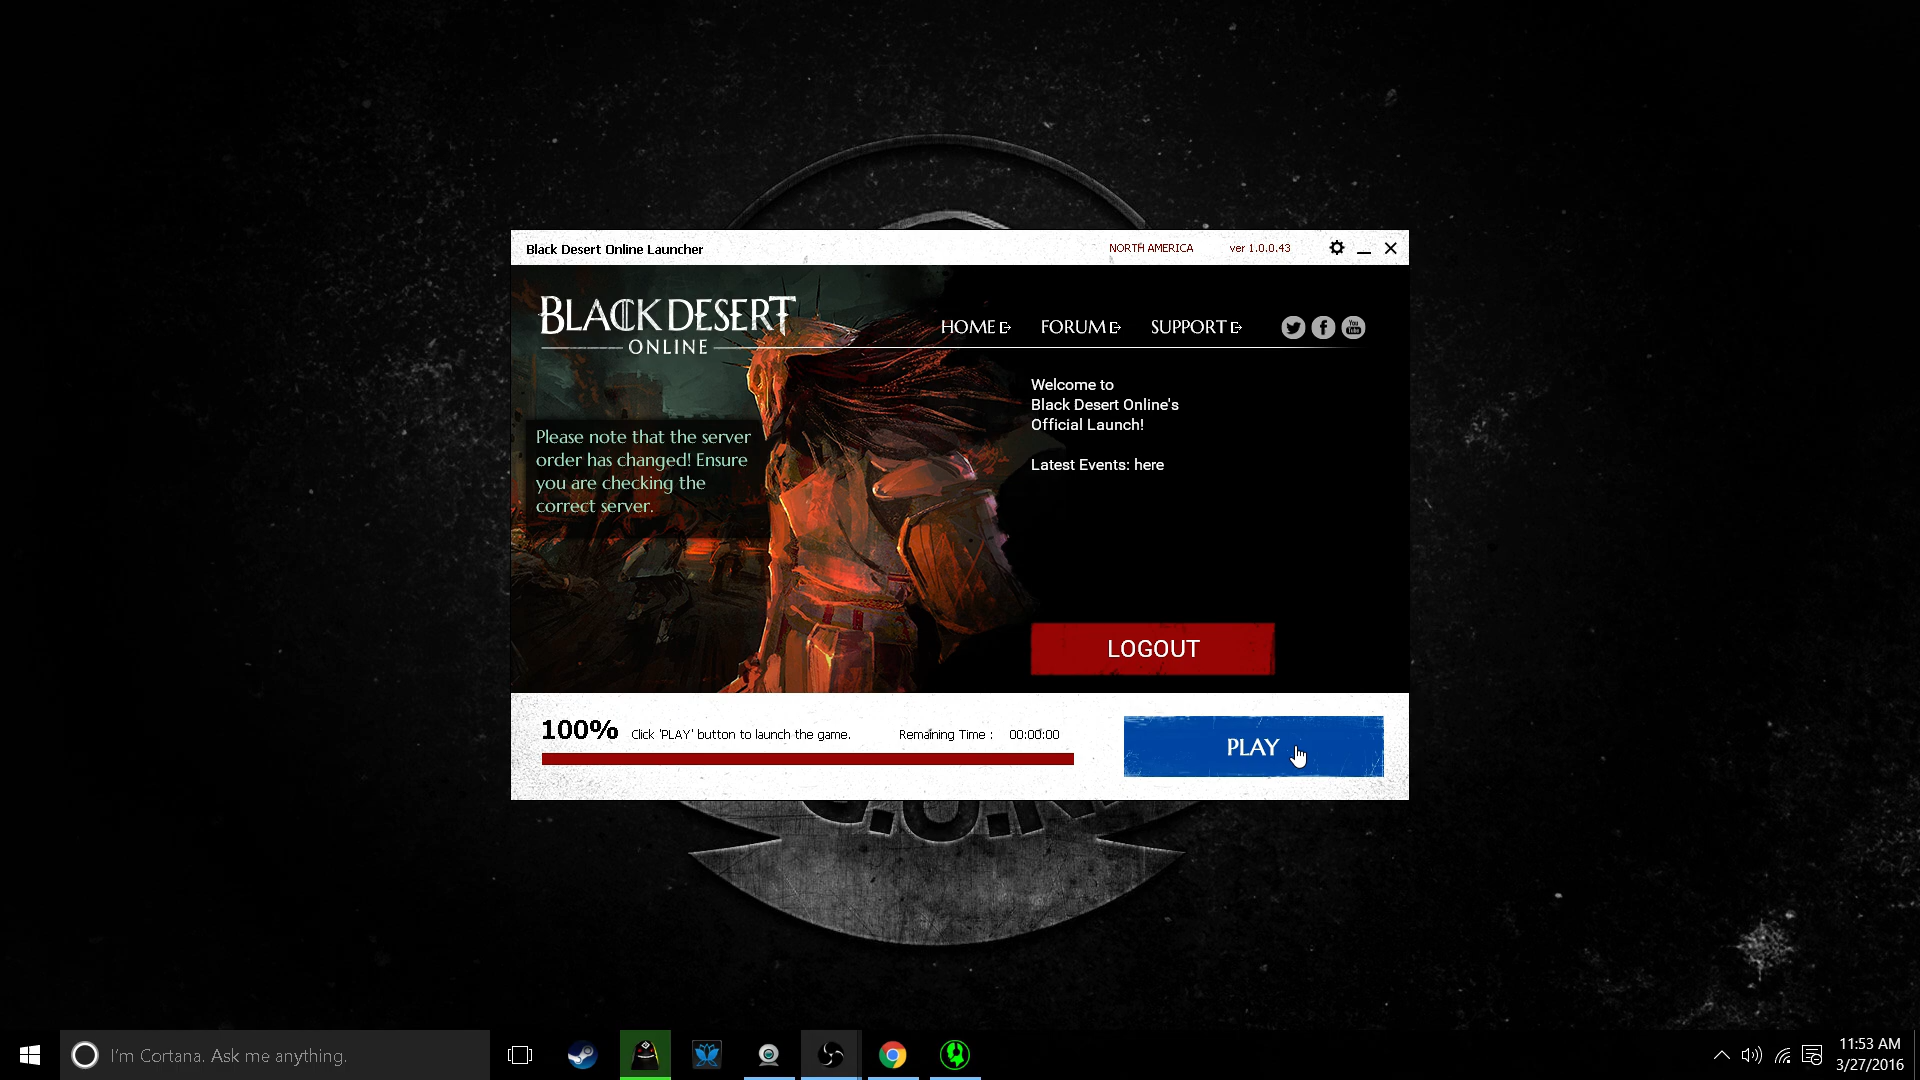 Black Desert Online Launcher
NORTH AMERICA
ver 1.0.0.43
BLACK DESERT
ONLINE
HOME
FORUM
SUPPORT
You
Tube
Welcome to
Black Desert Online's
Official Launch!
Latest Events: here
Please note that the server
order has changed! Ensure
you are checking the
correct server.
LOGOUT
100% Click 'PLAY' button to launch the game. Remaining Time : 00:00:00
PLAY
I'm Cortana. Ask me anything.
11:53 AM
3/27/2016